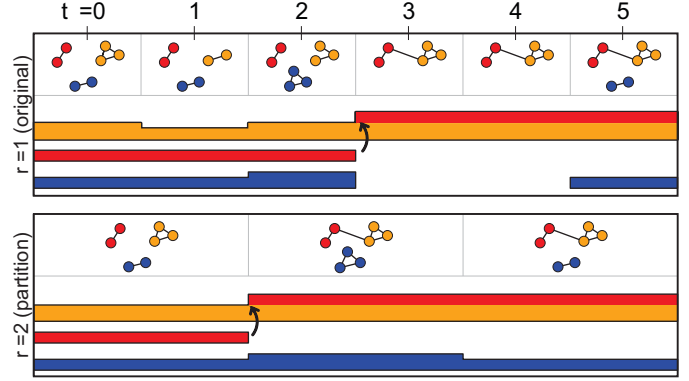 t =0 1 2 3 4 5
r =1 (original)
r =2 (partition)